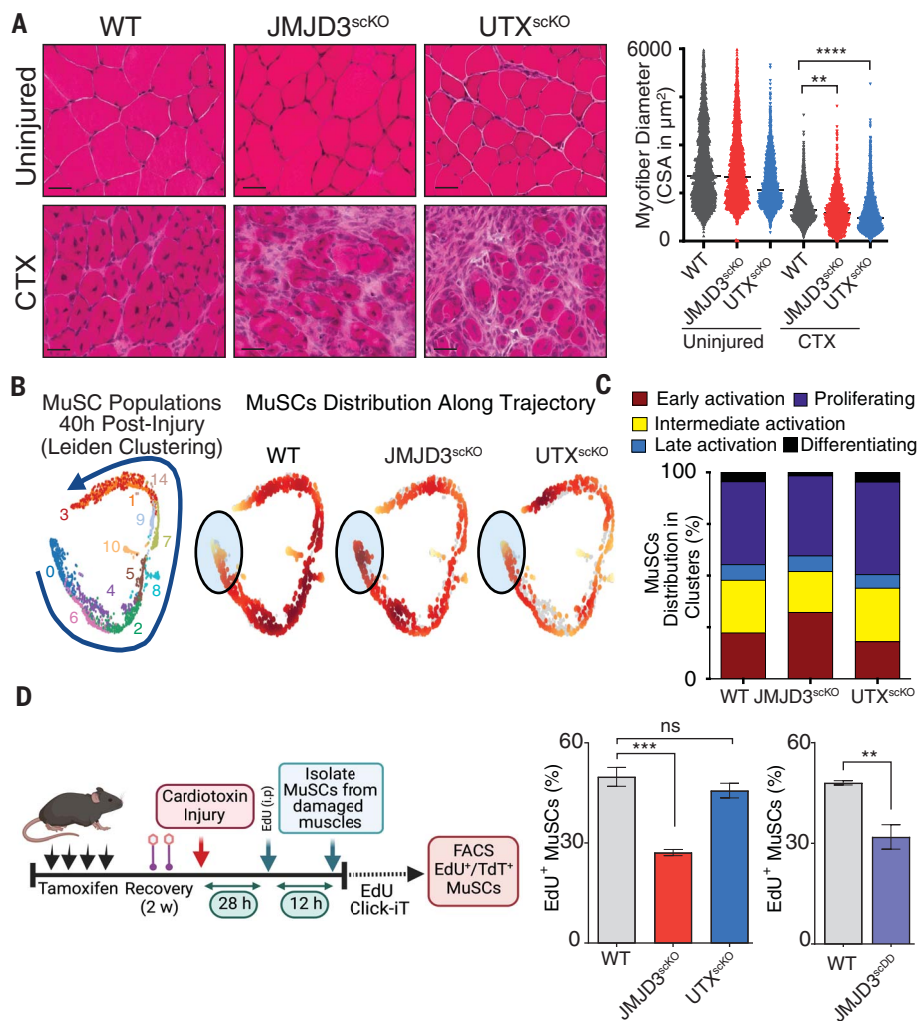 A
WT
JMJD3scKO
UTXscKO
Uninjured
CTX
Myofiber Diameter
(CSA in μm²)
6000
0
****
**
WT
JMJD3scKO
UTXscKO
WT
JMJD3scKO
UTXscKO
Uninjured
CTX
B
MuSC Populations
40h Post-Injury
(Leiden Clustering)
MuSCs Distribution Along Trajectory
WT
JMJD3scKO
UTXscKO
14
1
3
9
7
10
0
5
4
8
6
2
C
Early activation
Proliferating
Intermediate activation
Late activation
Differentiating
MuSCs
Distribution in
Clusters (%)
100
0
WT JMJD3scKO UTXscKO
D
Cardiotoxin
Injury
EdU (i.p)
Isolate
MuSCs from
damaged
muscles
Tamoxifen
Recovery
(2 w)
28 h
12 h
EdU
Click-iT
FACS
EdU⁺/TdT⁺
MuSCs
EdU⁺ MuSCs (%)
60
30
0
ns
***
WT
JMJD3scKO
UTXscKO
EdU⁺ MuSCs (%)
60
30
0
**
WT
JMJD3scDD